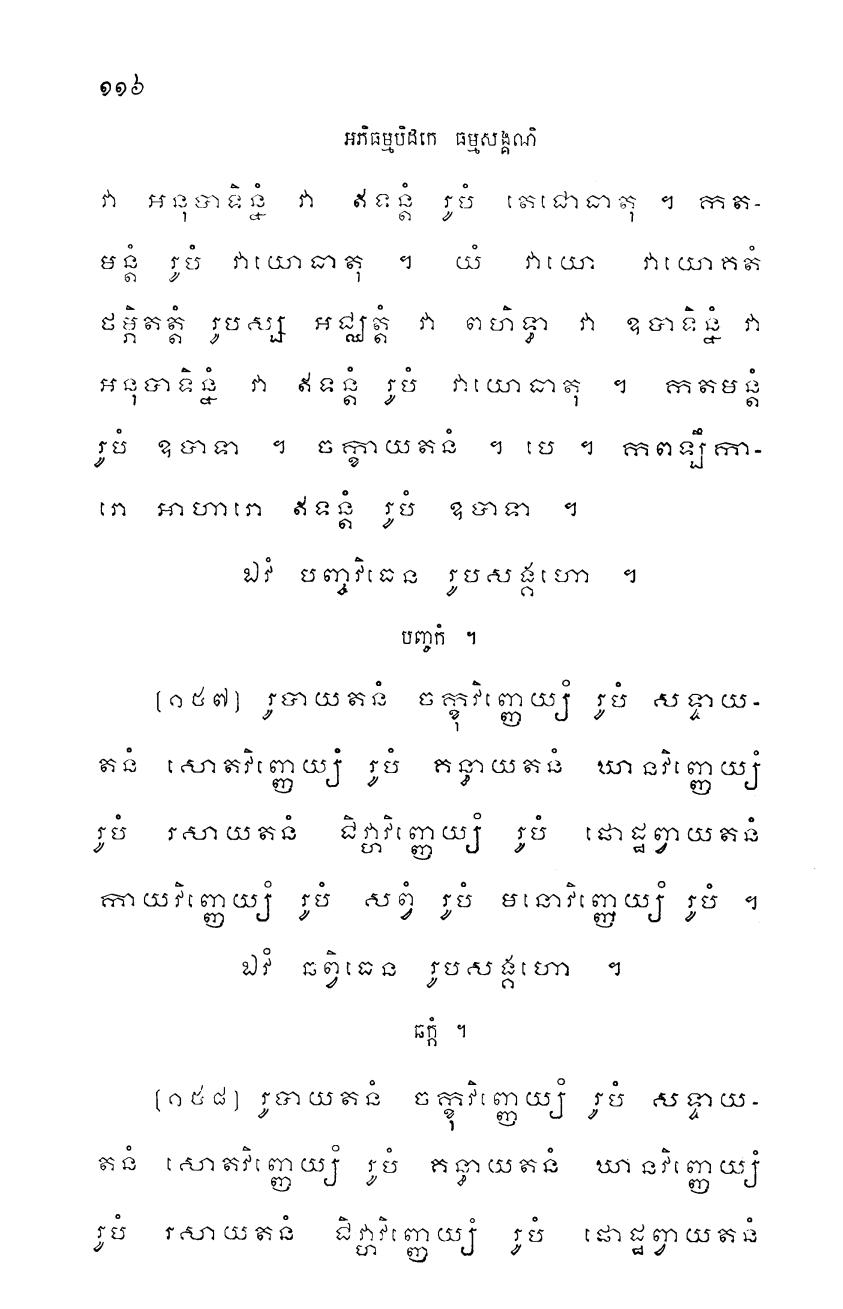 ១១៦
អភិធម្មបិដកេ ធម្មសង្គណិ
វា អនុបាទិន្នំ វា ឥទន្តំ រូបំ តេជោធាតុ ។ កត-
មន្តំ រូបំ វាយោធាតុ ។ យំ វាយោ វាយោគតំ
ថម្ភិតត្តំ រូបស្ស អជ្ឈត្តំ វា ពហិទ្ធា វា ឧបាទិន្នំ វា
អនុបាទិន្នំ វា ឥទន្តំ រូបំ វាយោធាតុ ។ កតមន្តំ
រូបំ ឧបាទា ។ ចក្ខាយតនំ ។ បេ ។ កពឡ្បីកា-
រោ អាហារោ ឥទន្តំ រូបំ ឧបាទា ។
ឯវំ បញ្ចវិធេន រូបសង្គហោ ។
បញ្ចកំ ។
[១៥៧] រូបាយតនំ ចក្ខុវិញ្ញេយ្យំ រូបំ សទ្ទាយ-
តនំ សោតវិញ្ញេយ្យំ រូបំ គន្ធាយតនំ ឃានវិញ្ញេយ្យំ
រូបំ រសាយតនំ ជិវ្ហាវិញ្ញេយ្យំ រូបំ ផោដ្ឋព្វាយតនំ
កាយវិញ្ញេយ្យំ រូបំ សព្វំ រូបំ មនោវិញ្ញេយ្យំ រូបំ ។
ឯវំ ឆព្វិធេន រូបសង្គហោ ។
ឆក្កំ ។
[១៥៨] រូបាយតនំ ចក្ខុវិញ្ញេយ្យំ រូបំ សទ្ទាយ-
តនំ សោតវិញ្ញេយ្យំ រូបំ គន្ធាយតនំ ឃានវិញ្ញេយ្យំ
រូបំ រសាយតនំ ជិវ្ហាវិញ្ញេយ្យំ រូបំ ផោដ្ឋព្វាយតនំ